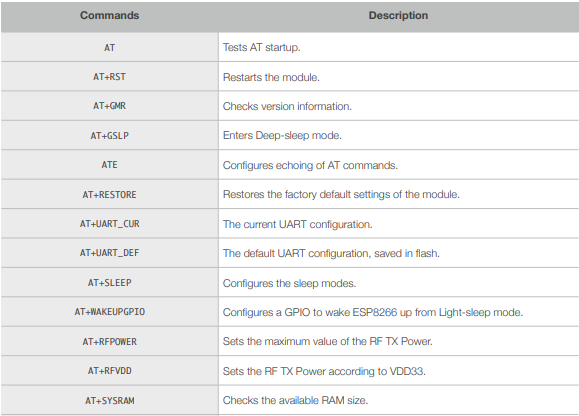 Commands Description
AT Tests AT startup.
AT+RST Restarts the module.
AT+GMR Checks version information.
AT+GSLP Enters Deep-sleep mode.
ATE Configures echoing of AT commands.
AT+RESTORE Restores the factory default settings of the module.
AT+UART_CUR The current UART configuration.
AT+UART_DEF The default UART configuration, saved in flash.
AT+SLEEP Configures the sleep modes.
AT+WAKEUPGPIO Configures a GPIO to wake ESP8266 up from Light-sleep mode.
AT+RFPOWER Sets the maximum value of the RF TX Power.
AT+RFVDD Sets the RF TX Power according to VDD33.
AT+SYSRAM Checks the available RAM size.